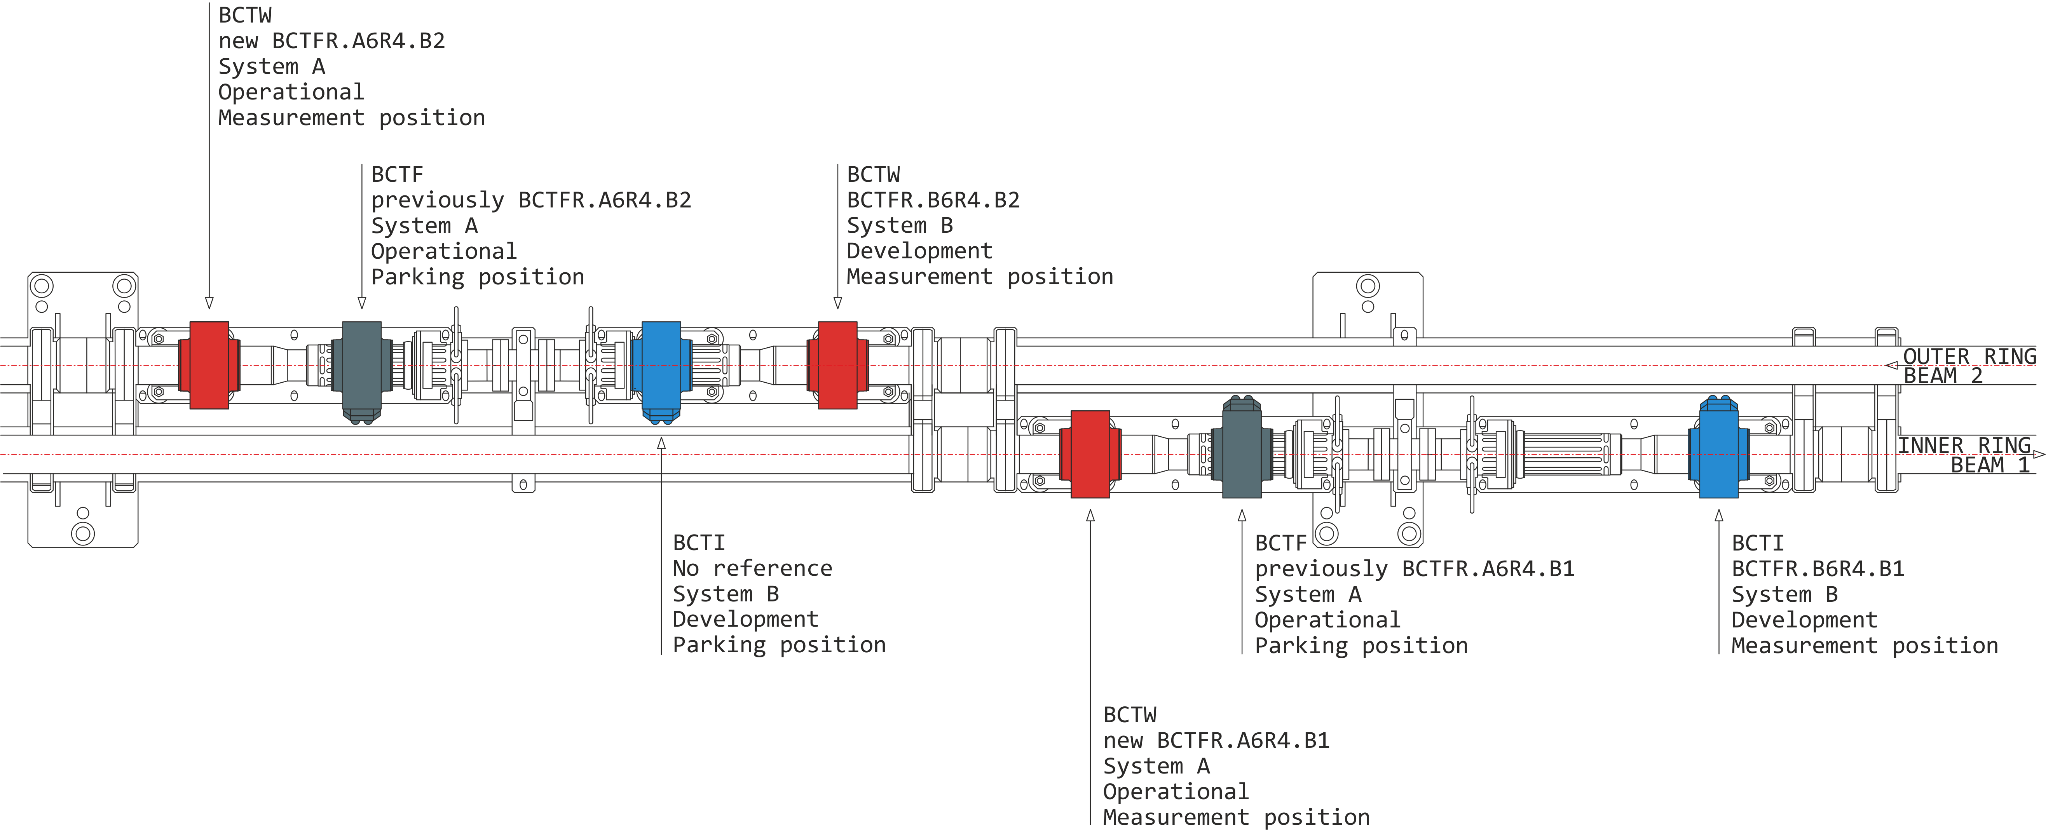 BCTW
new BCTFR.A6R4.B2
System A
Operational
Measurement position
BCTF
previously BCTFR.A6R4.B2
System A
Operational
Parking position
BCTW
BCTFR.B6R4.B2
System B
Development
Measurement position
OUTER RING
BEAM 2
INNER RING
BEAM 1
BCTI
No reference
System B
Development
Parking position
BCTF
previously BCTFR.A6R4.B1
System A
Operational
Parking position
BCTI
BCTFR.B6R4.B1
System B
Development
Measurement position
BCTW
new BCTFR.A6R4.B1
System A
Operational
Measurement position